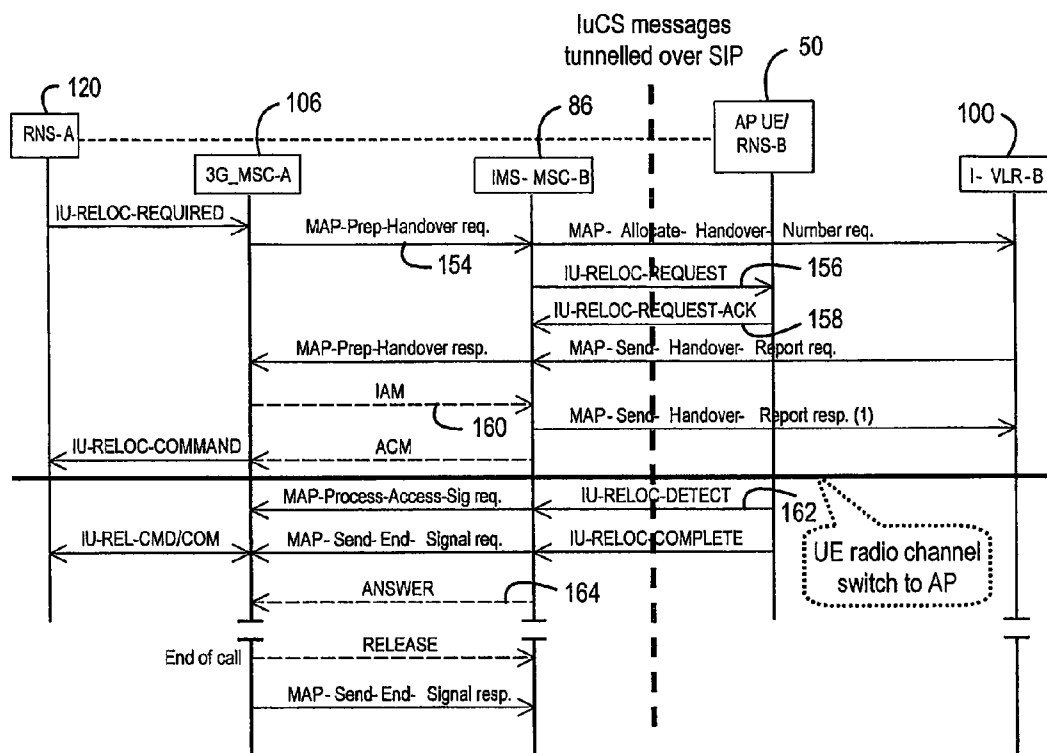 IuCS messages
tunnelled over SIP
50
120
106
86
100
RNS-A
AP UE/
RNS-B
3G_MSC-A
IMS-MSC-B
I-VLR-B
IU-RELOC-REQUIRED
MAP-Prep-Handover req.
MAP-Allocate-Handover-Number req.
154
IU-RELOC-REQUEST
156
IU-RELOC-REQUEST-ACK
158
MAP-Prep-Handover resp.
MAP-Send-Handover-Report req.
IAM
160
MAP-Send-Handover-Report resp. (1)
IU-RELOC-COMMAND
ACM
MAP-Process-Access-Sig req.
IU-RELOC-DETECT
162
IU-REL-CMD/COM
MAP-Send-End-Signal req.
IU-RELOC-COMPLETE
UE radio channel
switch to AP
ANSWER
164
End of call
RELEASE
MAP-Send-End-Signal resp.